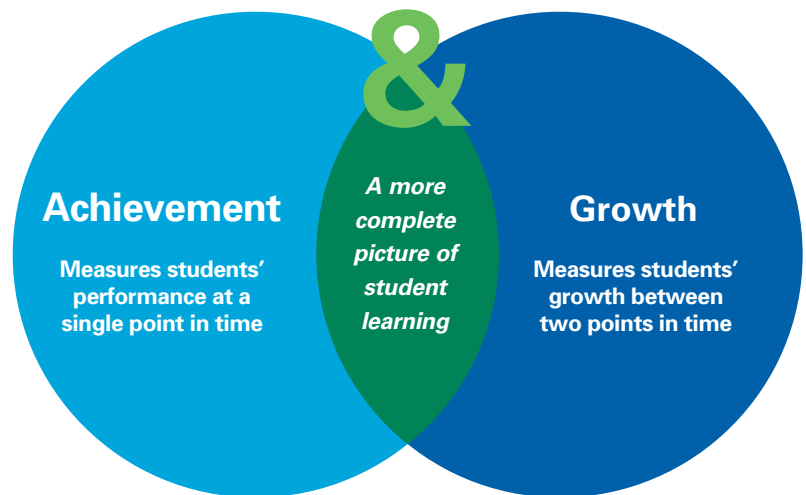 &
Achievement
Measures students’
performance at a
single point in time
A more
complete
picture of
student
learning
Growth
Measures students’
growth between
two points in time